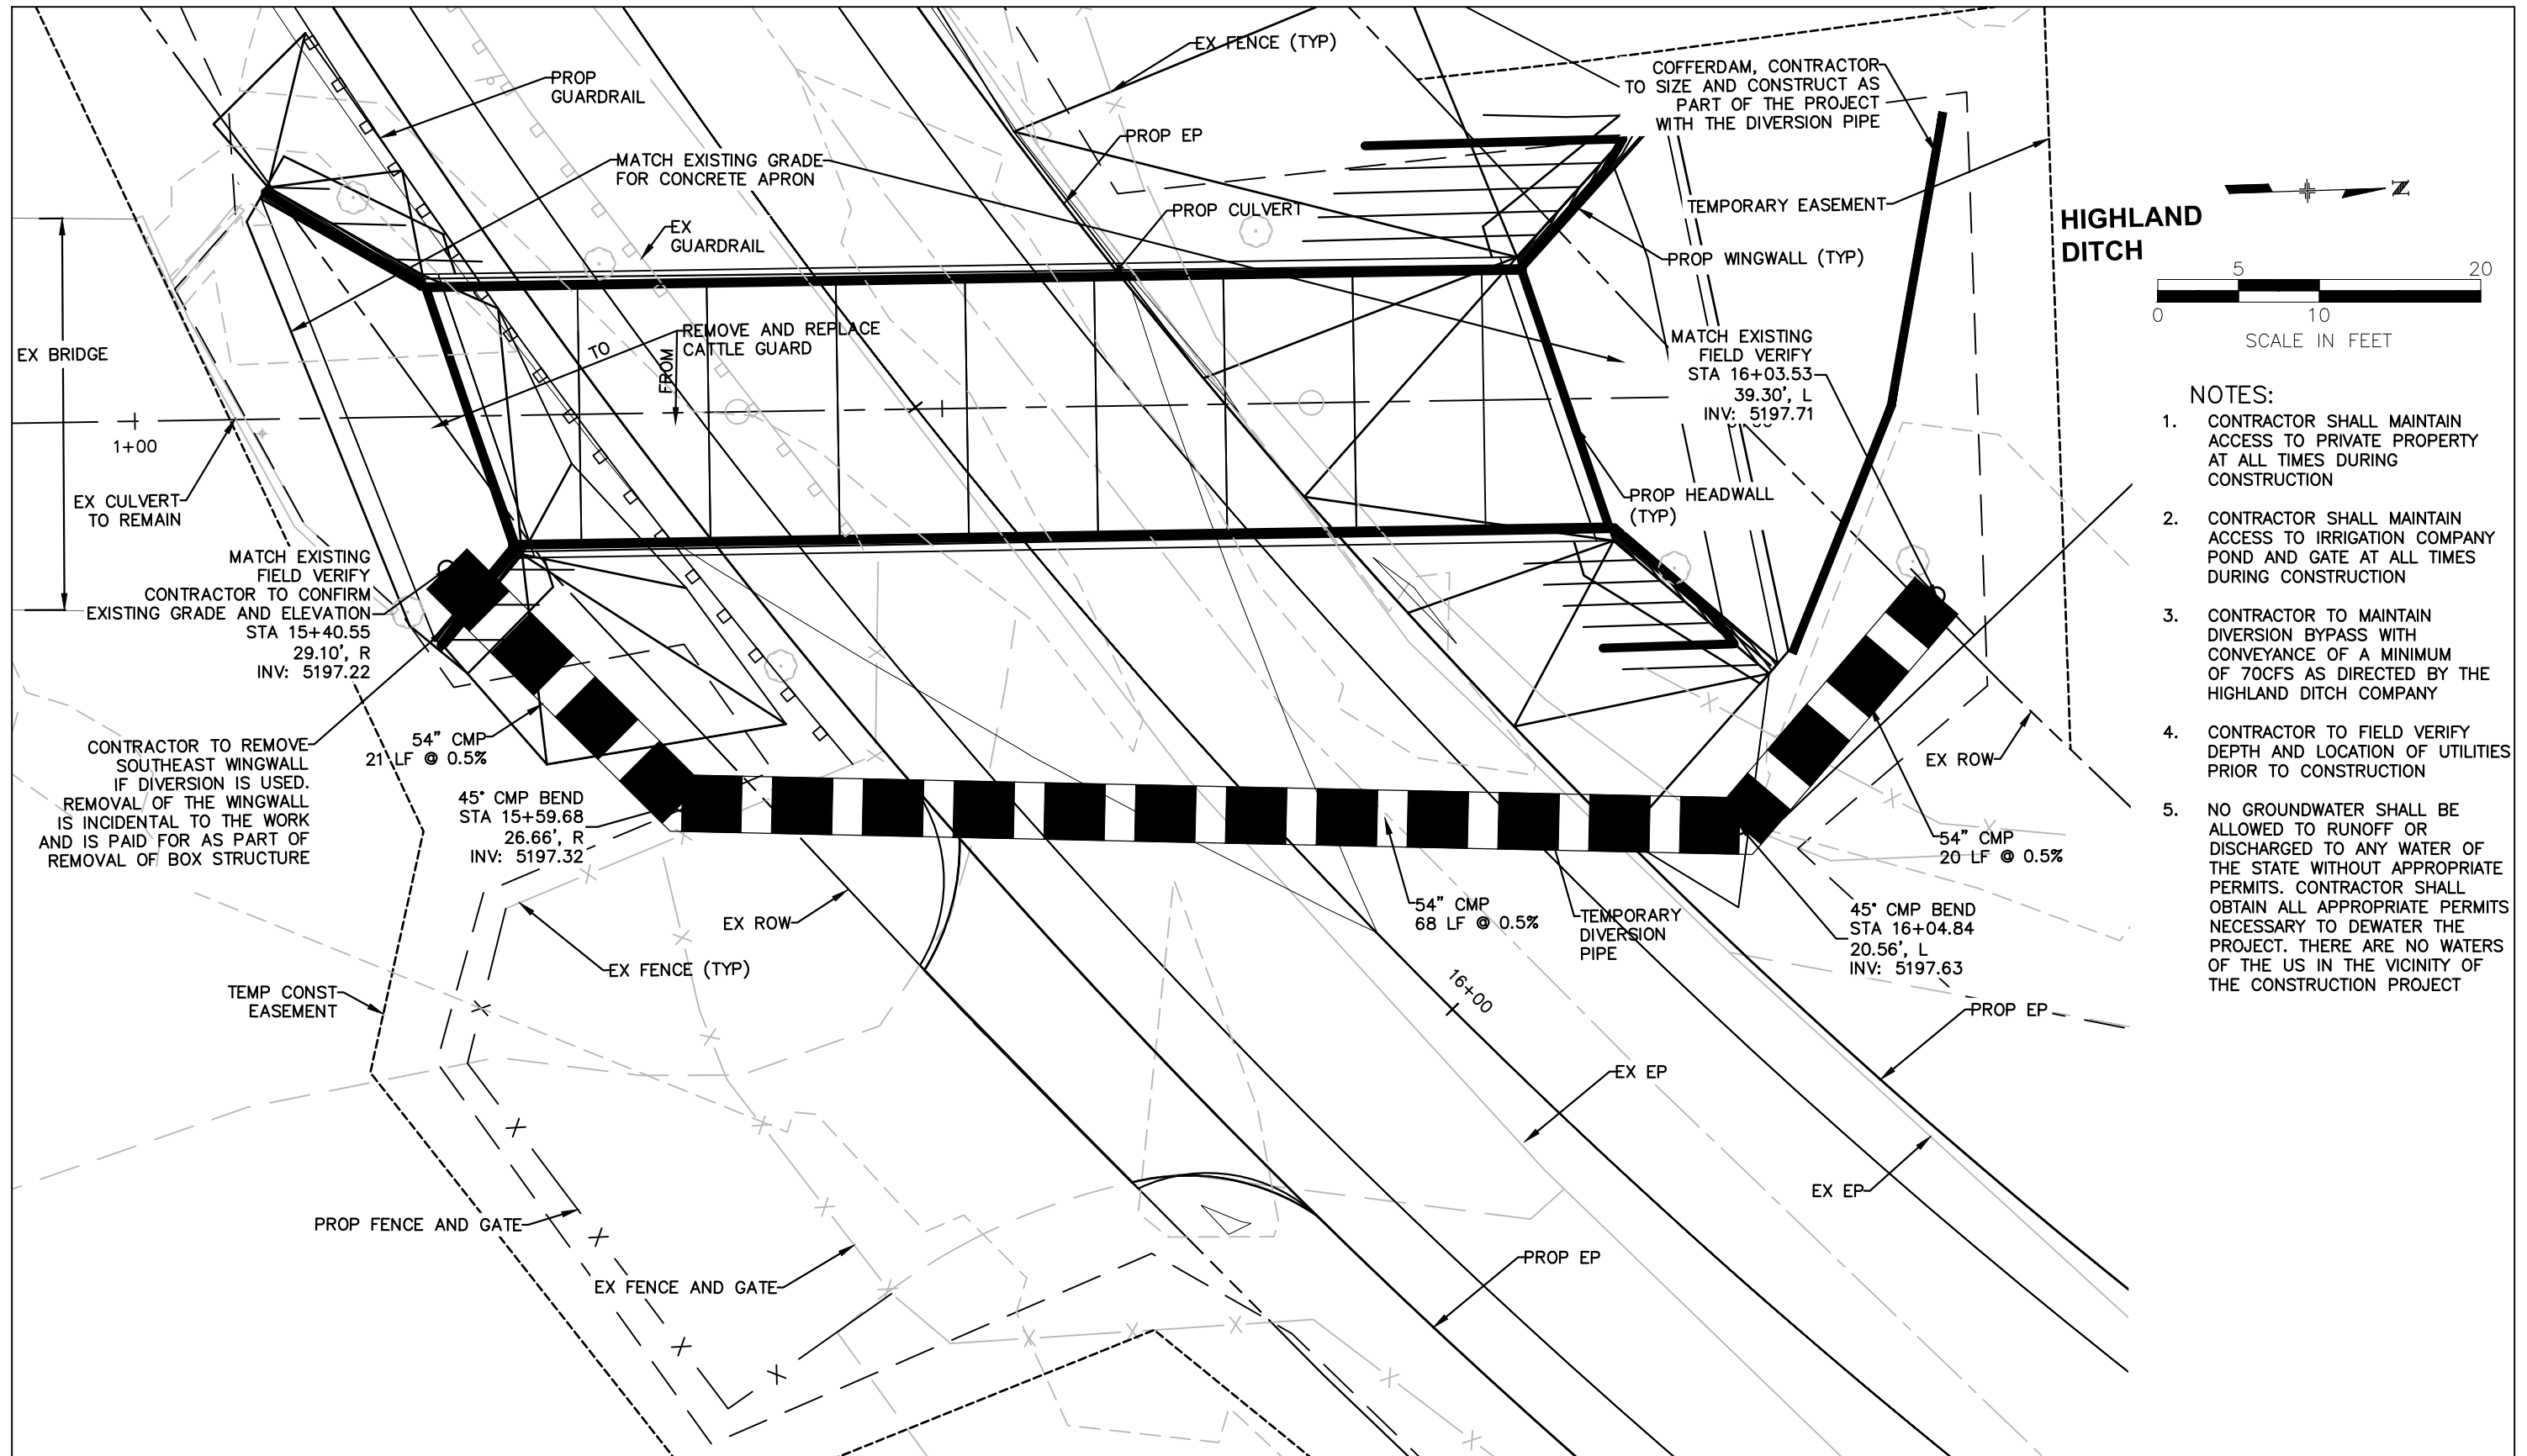 EX FENCE (TYP)
PROP
GUARDRAIL
COFFERDAM, CONTRACTOR
TO SIZE AND CONSTRUCT AS
PART OF THE PROJECT
WITH THE DIVERSION PIPE
PROP EP
MATCH EXISTING GRADE
FOR CONCRETE APRON
TEMPORARY EASEMENT
PROP CULVERT
EX
GUARDRAIL
PROP WINGWALL (TYP)
N
HIGHLAND
DITCH
5
20
0
10
SCALE IN FEET
REMOVE AND REPLACE
CATTLE GUARD
TO
FROM
EX BRIDGE
1+00
EX CULVERT
TO REMAIN
MATCH EXISTING
FIELD VERIFY
STA 16+03.53
39.30', L
INV: 5197.71
PROP HEADWALL
(TYP)
MATCH EXISTING
FIELD VERIFY
CONTRACTOR TO CONFIRM
EXISTING GRADE AND ELEVATION
STA 15+40.55
29.10', R
INV: 5197.22
CONTRACTOR TO REMOVE
SOUTHEAST WINGWALL
IF DIVERSION IS USED.
REMOVAL OF THE WINGWALL
IS INCIDENTAL TO THE WORK
AND IS PAID FOR AS PART OF
REMOVAL OF BOX STRUCTURE
54" CMP
21 LF @ 0.5%
45° CMP BEND
STA 15+59.68
26.66', R
INV: 5197.32
EX ROW
54" CMP
20 LF @ 0.5%
EX ROW
54" CMP
68 LF @ 0.5%
TEMPORARY
DIVERSION
PIPE
45° CMP BEND
STA 16+04.84
20.56', L
INV: 5197.63
EX FENCE (TYP)
TEMP CONST
EASEMENT
16+00
PROP EP
EX EP
EX EP
PROP FENCE AND GATE
EX FENCE AND GATE
PROP EP
NOTES:
1. CONTRACTOR SHALL MAINTAIN
ACCESS TO PRIVATE PROPERTY
AT ALL TIMES DURING
CONSTRUCTION
2. CONTRACTOR SHALL MAINTAIN
ACCESS TO IRRIGATION COMPANY
POND AND GATE AT ALL TIMES
DURING CONSTRUCTION
3. CONTRACTOR TO MAINTAIN
DIVERSION BYPASS WITH
CONVEYANCE OF A MINIMUM
OF 70CFS AS DIRECTED BY THE
HIGHLAND DITCH COMPANY
4. CONTRACTOR TO FIELD VERIFY
DEPTH AND LOCATION OF UTILITIES
PRIOR TO CONSTRUCTION
5. NO GROUNDWATER SHALL BE
ALLOWED TO RUNOFF OR
DISCHARGED TO ANY WATER OF
THE STATE WITHOUT APPROPRIATE
PERMITS. CONTRACTOR SHALL
OBTAIN ALL APPROPRIATE PERMITS
NECESSARY TO DEWATER THE
PROJECT. THERE ARE NO WATERS
OF THE US IN THE VICINITY OF
THE CONSTRUCTION PROJECT